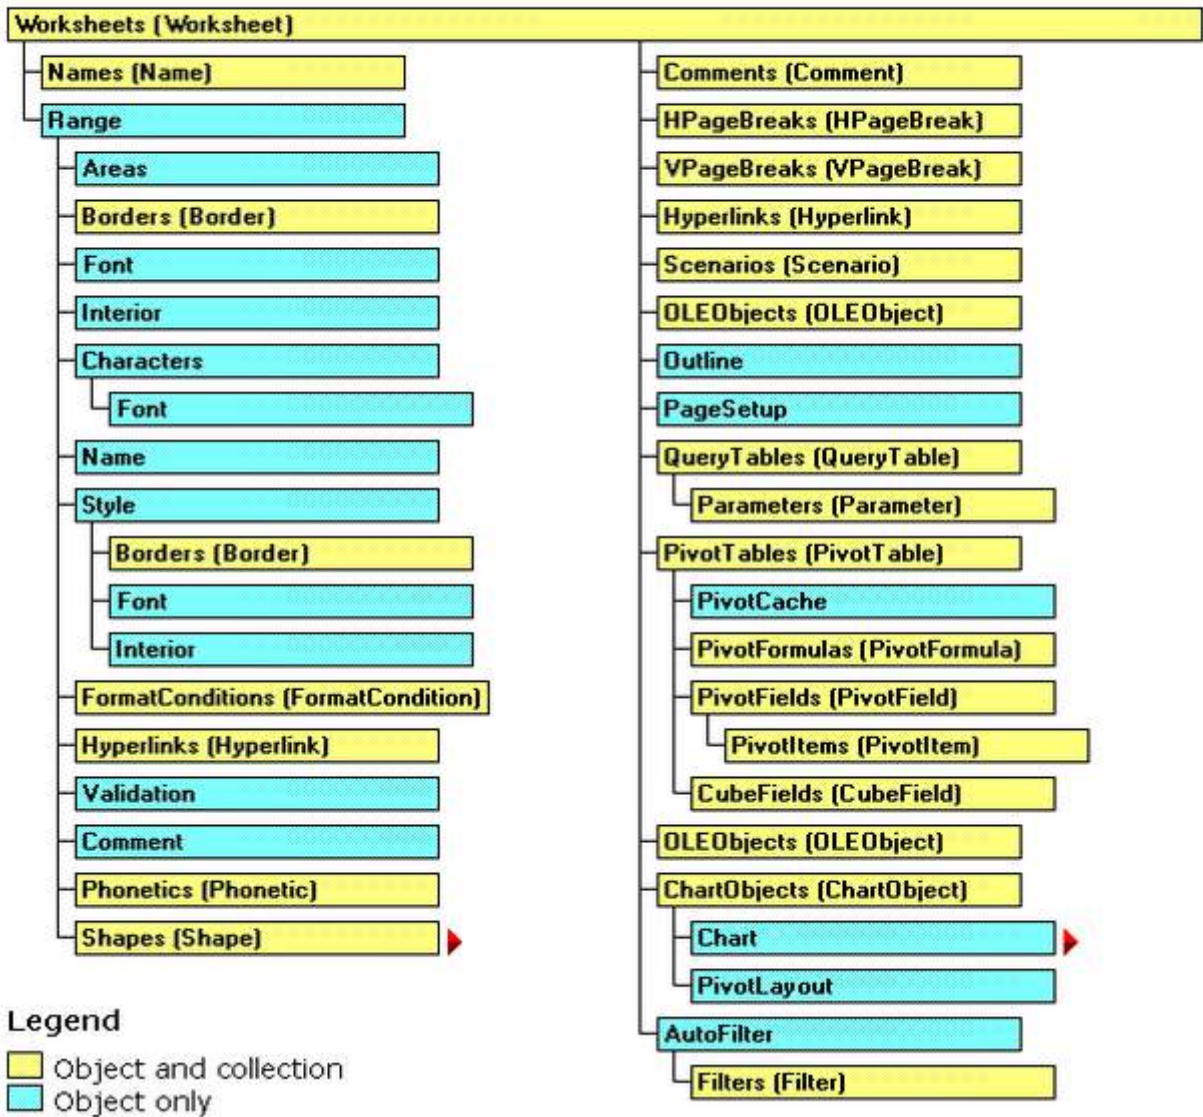 Worksheets (Worksheet)
Names (Name)
Range
Areas
Borders (Border)
Font
Interior
Characters
Font
Name
Style
Borders (Border)
Font
Interior
FormatConditions (FormatCondition)
Hyperlinks (Hyperlink)
Validation
Comment
Phonetics (Phonetic)
Shapes (Shape)
Comments (Comment)
HPageBreaks (HPageBreak)
VPageBreaks (VPageBreak)
Hyperlinks (Hyperlink)
Scenarios (Scenario)
OLEObjects (OLEObject)
Outline
PageSetup
QueryTables (QueryTable)
Parameters (Parameter)
PivotTables (PivotTable)
PivotCache
PivotFormulas (PivotFormula)
PivotFields (PivotField)
PivotItems (PivotItem)
CubeFields (CubeField)
OLEObjects (OLEObject)
ChartObjects (ChartObject)
Chart
PivotLayout
AutoFilter
Filters (Filter)
Legend
Object and collection
Object only